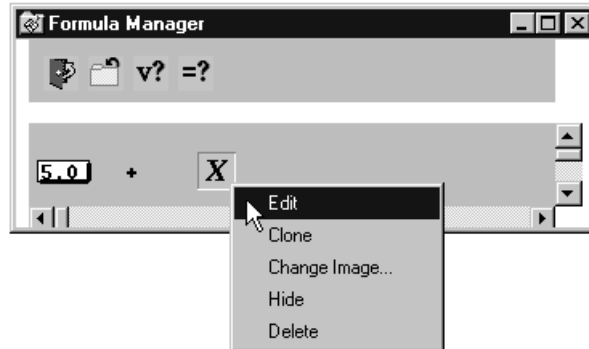 Formula Manager
v? =?
5.0 + X
Edit
Clone
Change Image...
Hide
Delete